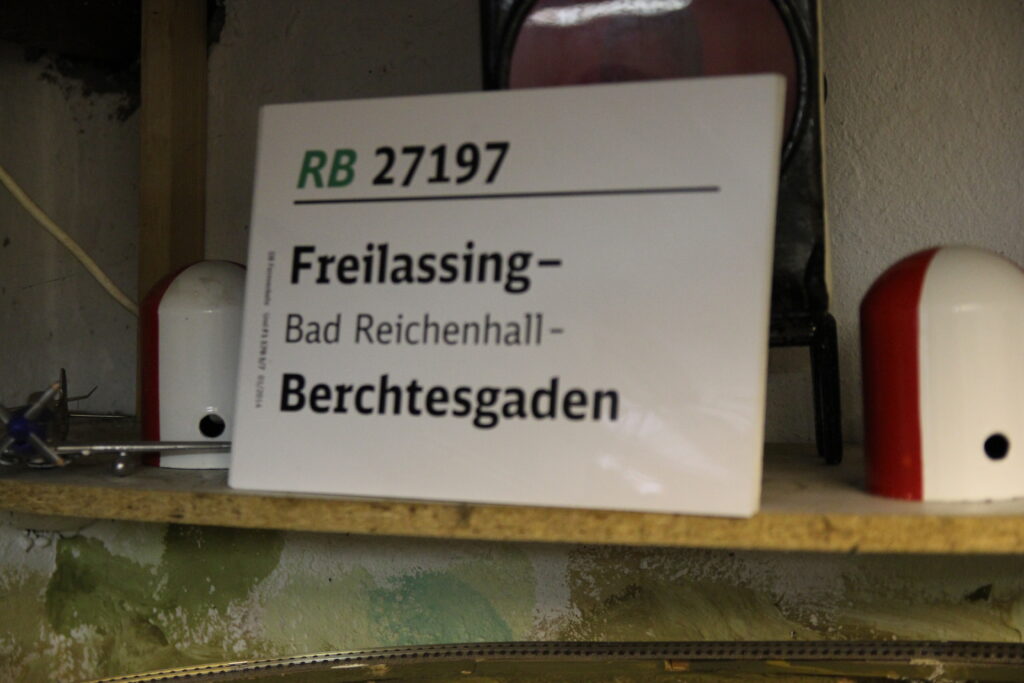 RB 27197
Freilassing–
Bad Reichenhall–
Berchtesgaden